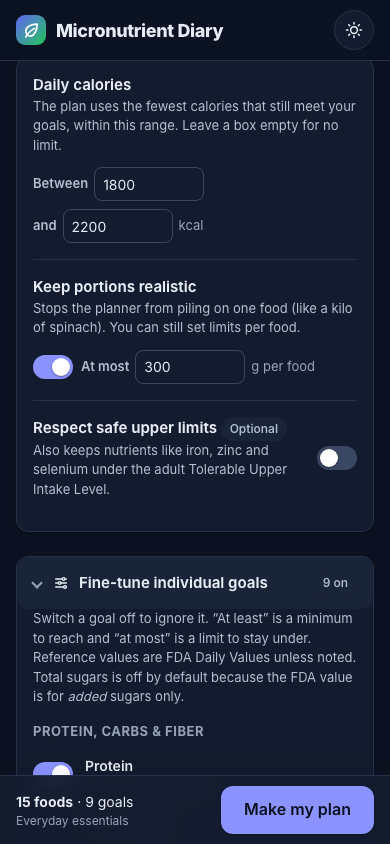 Micronutrient Diary
Daily calories
The plan uses the fewest calories that still meet your
goals, within this range. Leave a box empty for no
limit.
Between 1800
and 2200 kcal
Keep portions realistic
Stops the planner from piling on one food (like a kilo
of spinach). You can still set limits per food.
At most 300 g per food
Respect safe upper limits Optional
Also keeps nutrients like iron, zinc and
selenium under the adult Tolerable Upper
Intake Level.
Fine-tune individual goals 9 on
Switch a goal off to ignore it. “At least” is a minimum
to reach and “at most” is a limit to stay under.
Reference values are FDA Daily Values unless noted.
Total sugars is off by default because the FDA value
is for added sugars only.
PROTEIN, CARBS & FIBER
Protein
15 foods · 9 goals
Everyday essentials
Make my plan